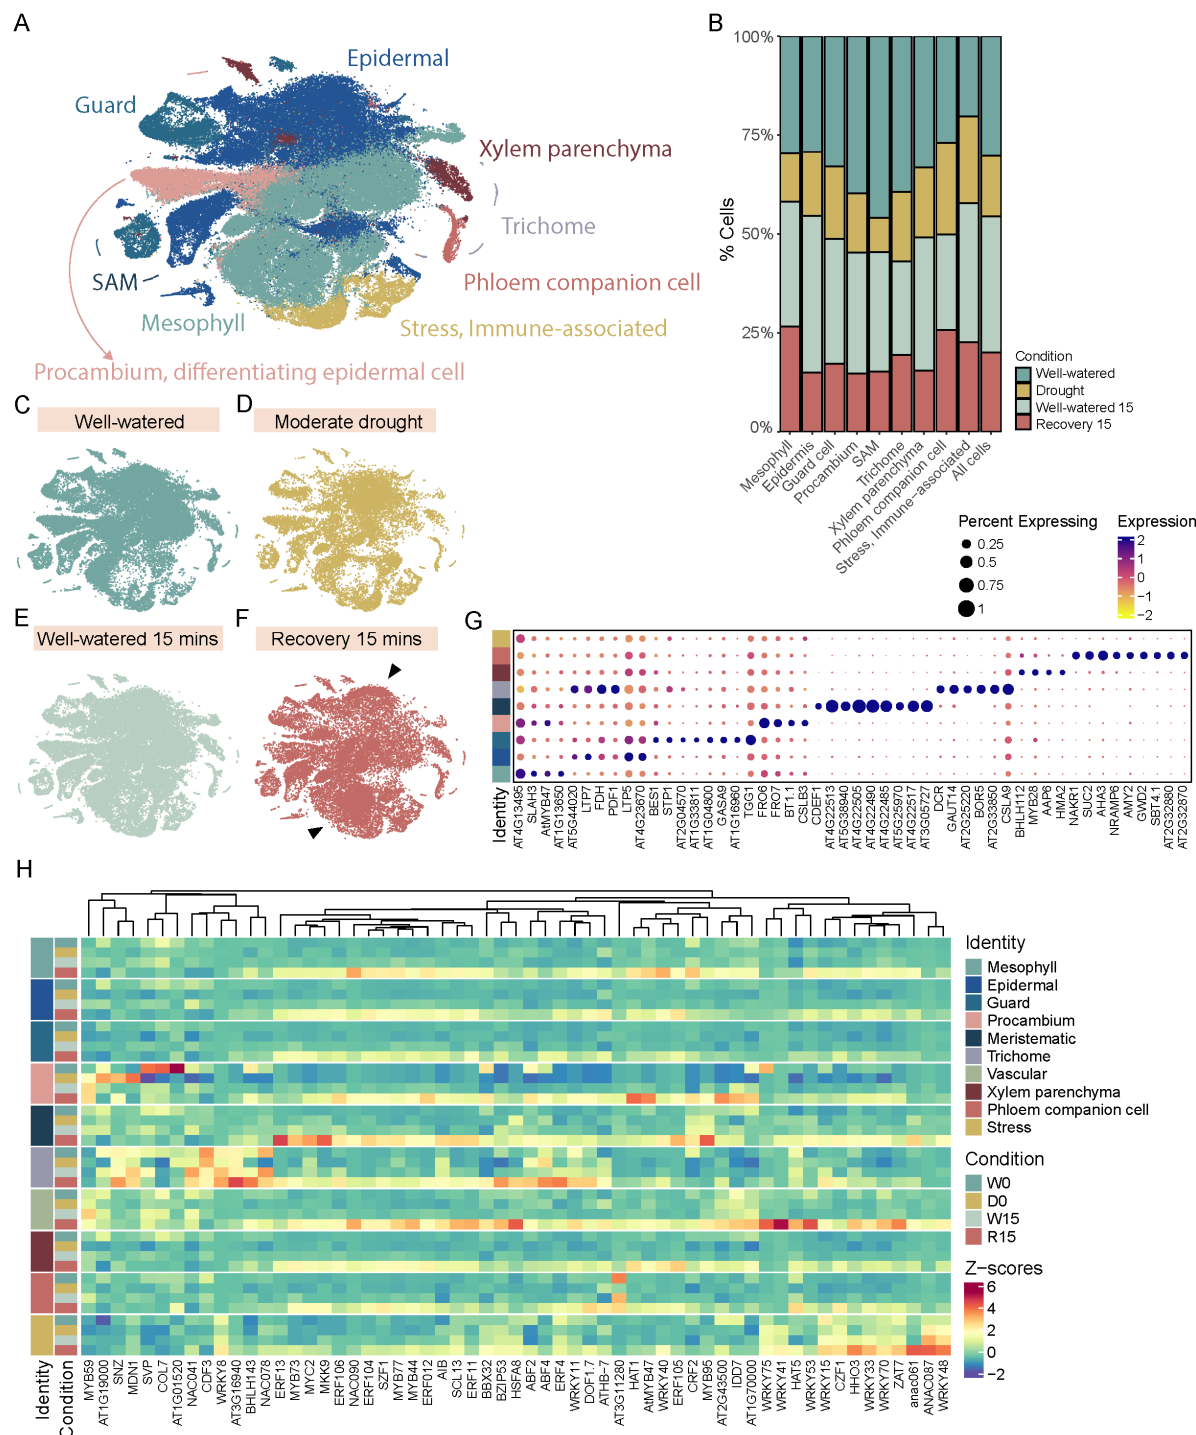 A
Epidermal
Guard
Xylem parenchyma
Trichome
SAM
Phloem companion cell
Mesophyll
Stress, Immune-associated
Procambium, differentiating epidermal cell
B
100%
75%
50%
25%
0%
% Cells
Mesophyll
Epidermis
Guard cell
Procambium
SAM
Trichome
Xylem parenchyma
Phloem companion cell
Stress, Immune−associated
All cells
Condition
Well−watered
Drought
Well−watered 15
Recovery 15
C
Well-watered
D
Moderate drought
E
Well-watered 15 mins
F
Recovery 15 mins
Percent Expressing
0.25
0.5
0.75
1
Expression
2
1
0
−1
−2
G
Identity
AT4G13495
SLAH3
AtMYB47
AT1G13650
AT5G44020
LTP7
FDH
PDF1
LTP5
AT4G23670
BES1
STP1
AT2G04570
AT1G33811
AT1G04800
GASA9
AT1G16960
TGG1
FRO6
FRO7
BT1.1
CSLB3
CDEF1
AT4G22513
AT5G38940
AT4G22505
AT4G22490
AT4G22485
AT5G25970
AT4G22517
AT3G05727
DCR
GAUT14
AT2G25220
BOR5
AT2G33850
CSLA9
BHLH112
MYB28
AAP6
HMA2
NAKR1
SUC2
AHA3
NRAMP6
AMY2
GWD2
SBT4.1
AT2G32880
AT2G32870
H
Identity
Mesophyll
Epidermal
Guard
Procambium
Meristematic
Trichome
Vascular
Xylem parenchyma
Phloem companion cell
Stress
Condition
W0
D0
W15
R15
Z−scores
6
4
2
0
−2
Identity
Condition
MYB59
AT1G19000
SNZ
MDN1
SVP
COL7
AT1G01520
NAC041
CDF3
WRKY8
AT3G16940
BHLH143
NAC078
ERF13
MYB73
MYC2
MKK9
ERF106
NAC090
ERF104
SZF1
MYB77
MYB44
ERF012
AIB
SCL13
ERF11
BBX32
BZIP53
HSFA8
ABF2
ABF4
ERF4
WRKY11
DOF1.7
ATHB−7
AT3G11280
HAT1
AtMYB47
WRKY40
ERF105
CRF2
MYB95
AT2G43500
IDD7
AT1G70000
WRKY75
WRKY41
HAT5
WRKY53
WRKY15
CZF1
HHO3
WRKY33
WRKY70
ZAT7
anac061
ANAC087
WRKY48